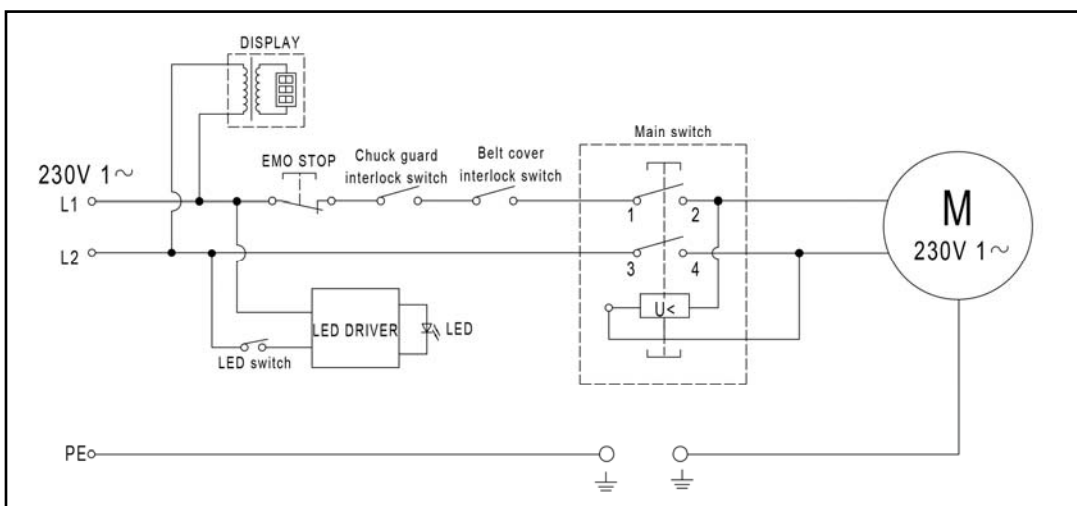 DISPLAY
Main switch
EMO STOP
Chuck guard
interlock switch
Belt cover
interlock switch
230V 1~
L1
1
2
M
230V 1~
L2
3
4
U<
LED DRIVER
LED
LED switch
PE